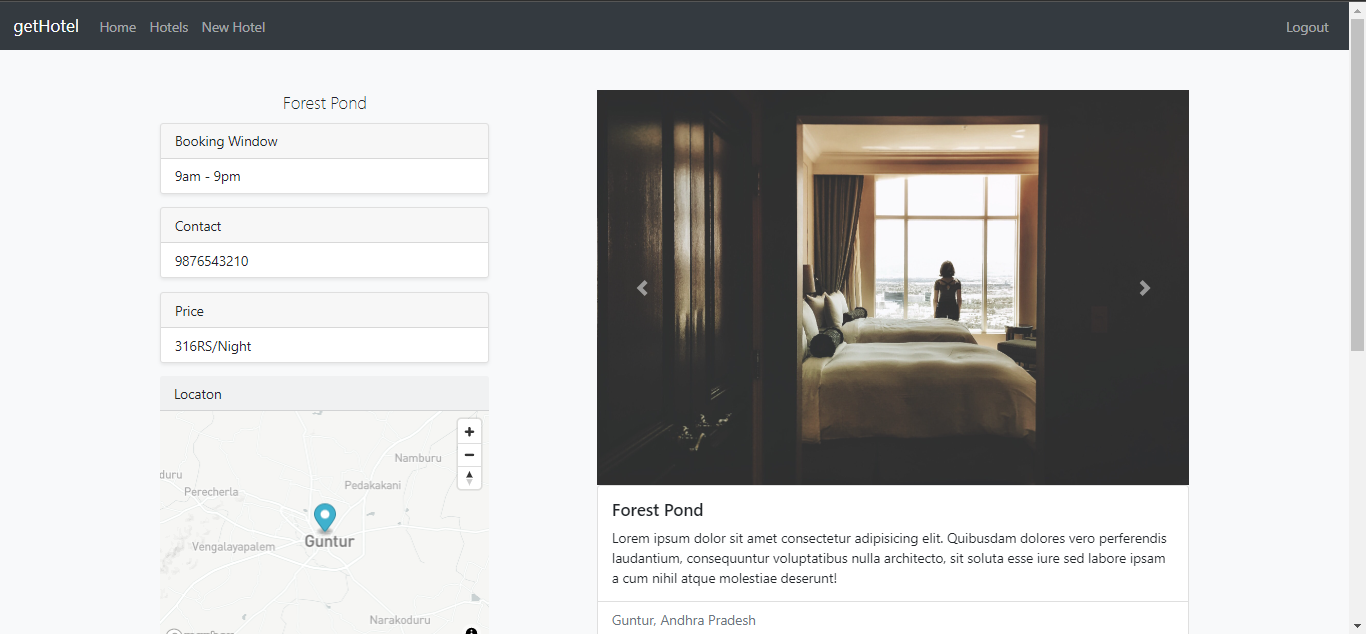 getHotel Home Hotels New Hotel Logout
Forest Pond
Booking Window
9am - 9pm
Contact
9876543210
Price
316RS/Night
Locaton
Namburu
duru
Perecherla
Pedakakani
Vengalayapalem
Guntur
Narakoduru
Forest Pond
Lorem ipsum dolor sit amet consectetur adipisicing elit. Quibusdam dolores vero perferendis
laudantium, consequuntur voluptatibus nulla architecto, sit soluta esse iure sed labore ipsam
a cum nihil atque molestiae deserunt!
Guntur, Andhra Pradesh